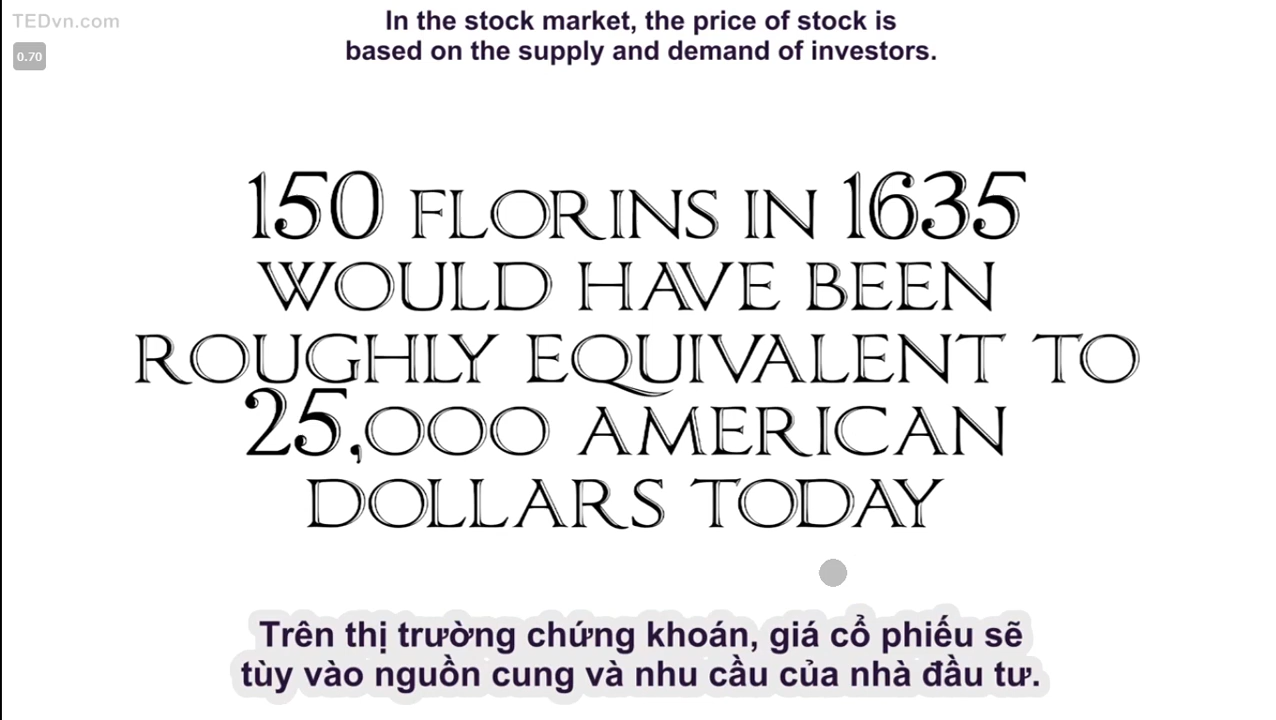 TEDvn.com
0.70
In the stock market, the price of stock is
based on the supply and demand of investors.
150 FLORINS IN 1635
WOULD HAVE BEEN
ROUGHLY EQUIVALENT TO
25,000 AMERICAN
DOLLARS TODAY
Trên thị trường chứng khoán, giá cổ phiếu sẽ
tùy vào nguồn cung và nhu cầu của nhà đầu tư.